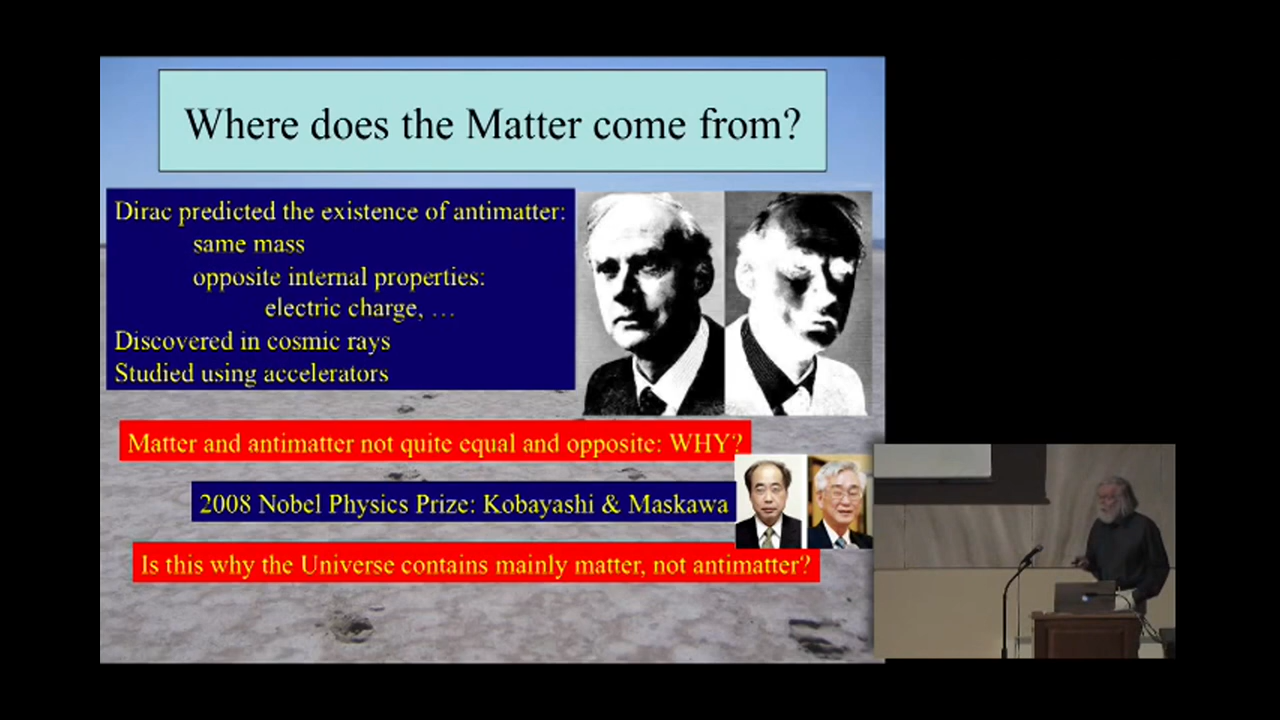 Where does the Matter come from?
Dirac predicted the existence of antimatter:
same mass
opposite internal properties:
electric charge, …
Discovered in cosmic rays
Studied using accelerators
Matter and antimatter not quite equal and opposite: WHY?
2008 Nobel Physics Prize: Kobayashi & Maskawa
Is this why the Universe contains mainly matter, not antimatter?